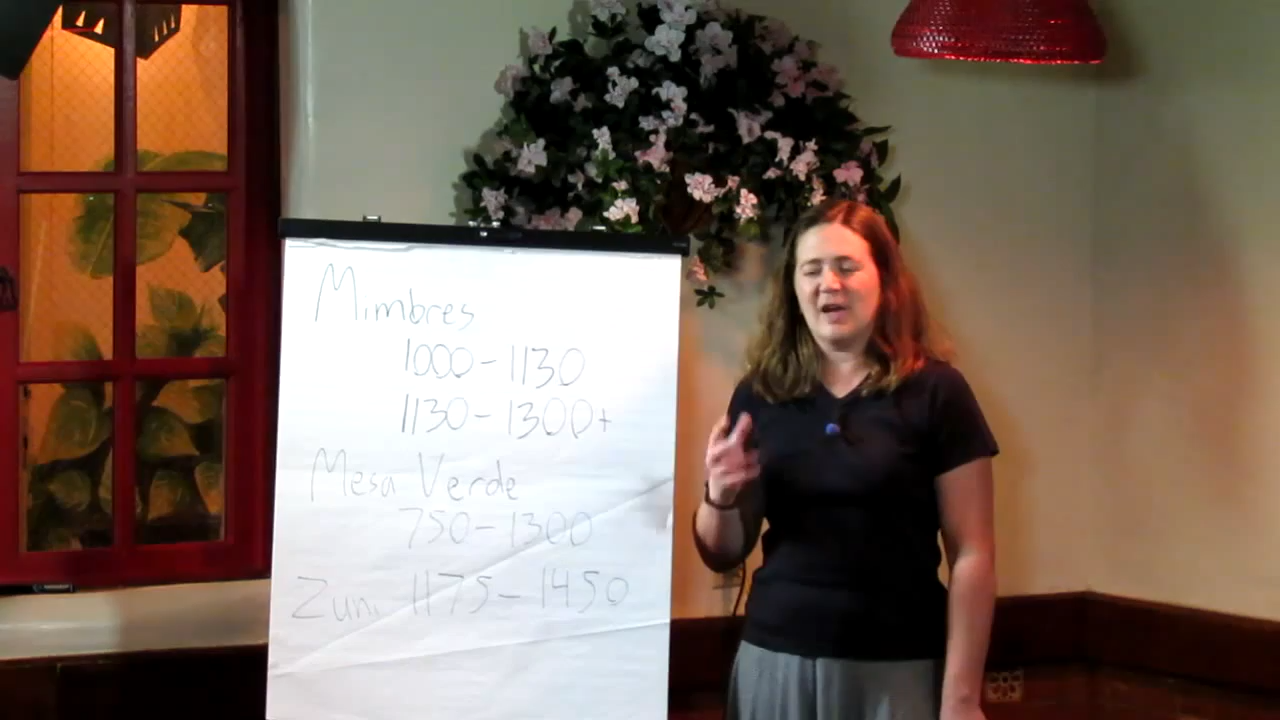 Mimbres
1000-1130
1130-1300+
Mesa Verde
750-1300
Zuni 1175-1450